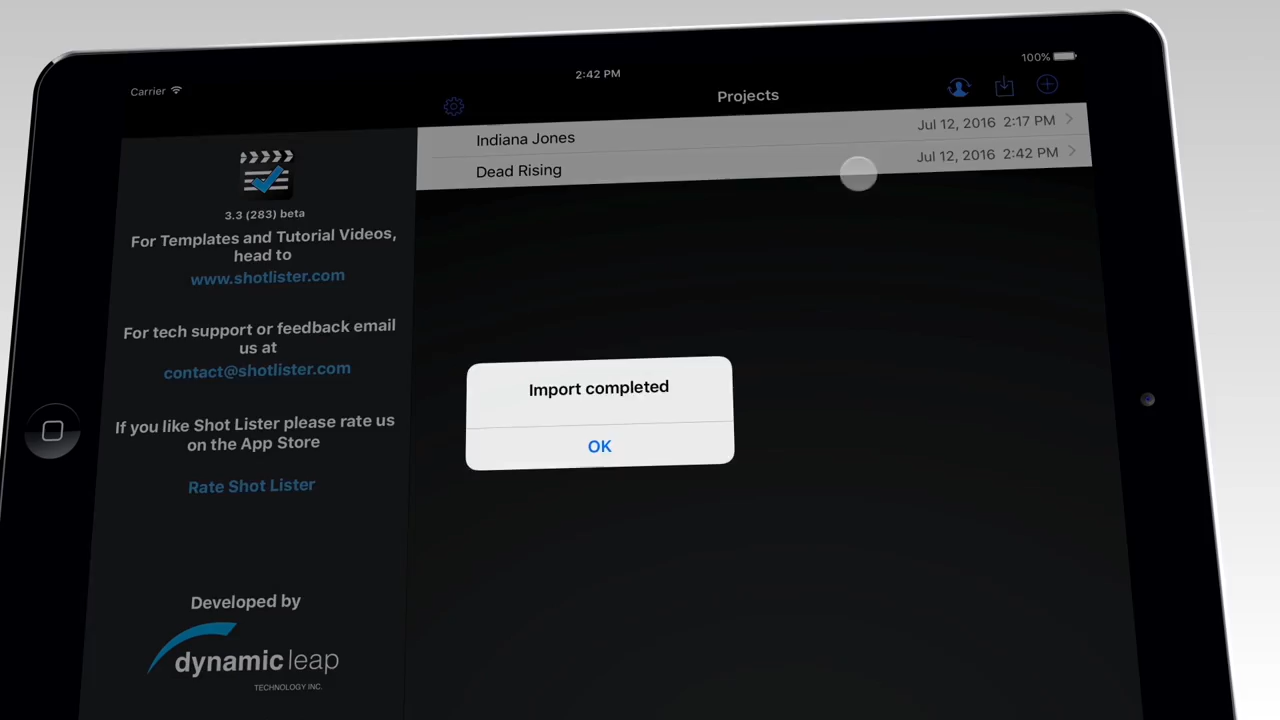 Carrier
2:42 PM
100%
Projects
Indiana Jones
Jul 12, 2016 2:17 PM
Dead Rising
Jul 12, 2016 2:42 PM
3.3 (283) beta
For Templates and Tutorial Videos,
head to
www.shotlister.com
For tech support or feedback email
us at
contact@shotlister.com
If you like Shot Lister please rate us
on the App Store
Rate Shot Lister
Developed by
dynamicleap
TECHNOLOGY INC.
Import completed
OK